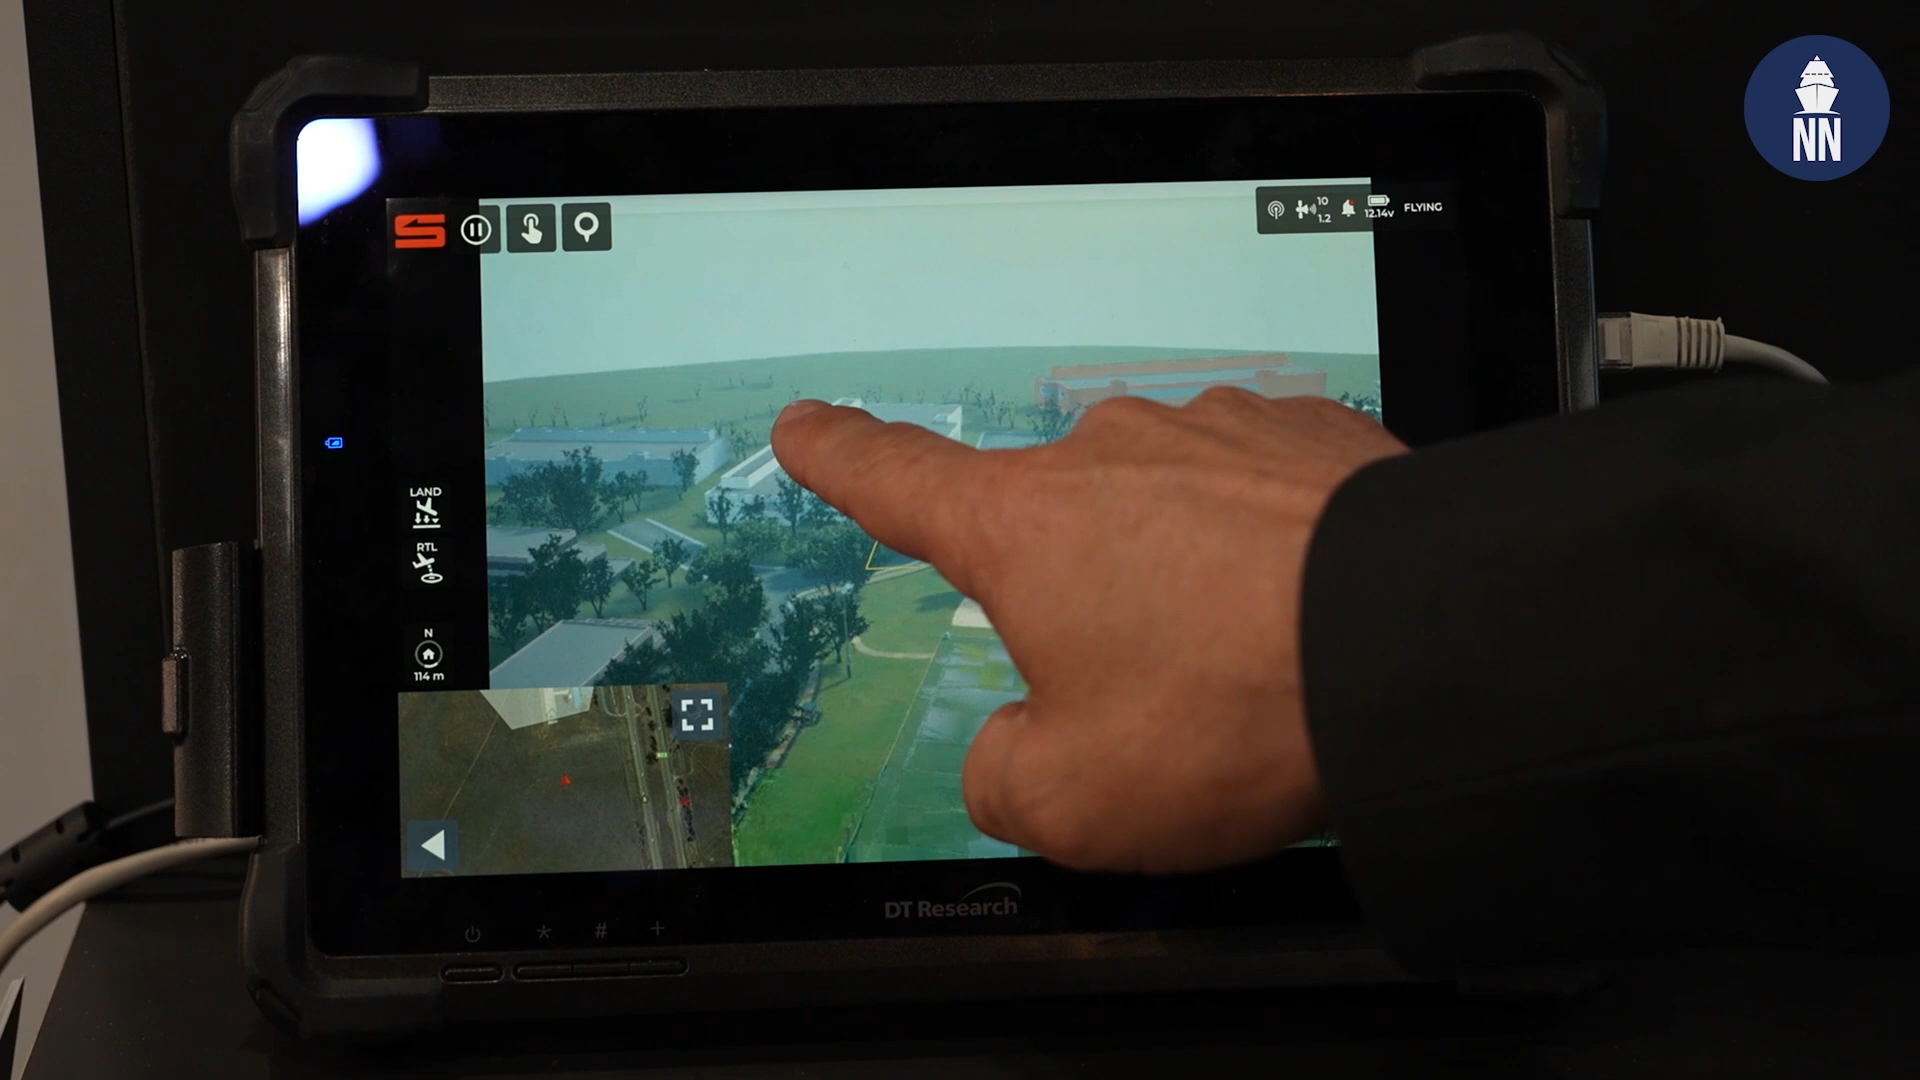 NN
10
1.2
12.14v
FLYING
LAND
RTL
N
114 m
DT Research
* # +